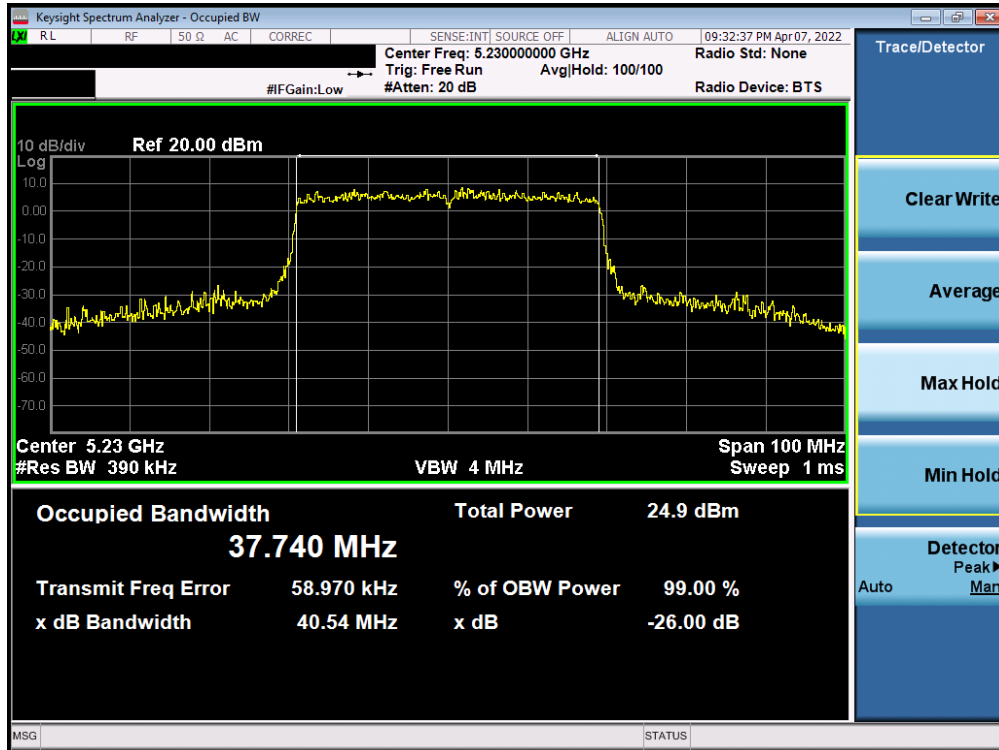 Keysight Spectrum Analyzer - Occupied BW
LXI RL RF 50 Ω AC CORREC SENSE:INT SOURCE OFF ALIGN AUTO 09:32:37 PM Apr 07, 2022
Center Freq: 5.230000000 GHz Radio Std: None
Trig: Free Run Avg|Hold: 100/100
#IFGain:Low #Atten: 20 dB Radio Device: BTS
Trace/Detector
10 dB/div Ref 20.00 dBm
Log
10.0
0.00
-10.0
-20.0
-30.0
-40.0
-50.0
-60.0
-70.0
Center 5.23 GHz Span 100 MHz
#Res BW 390 kHz VBW 4 MHz Sweep 1 ms
Occupied Bandwidth Total Power 24.9 dBm
37.740 MHz
Transmit Freq Error 58.970 kHz % of OBW Power 99.00 %
x dB Bandwidth 40.54 MHz x dB -26.00 dB
Clear Write
Average
Max Hold
Min Hold
Detector
Peak▶
Auto Man
MSG STATUS